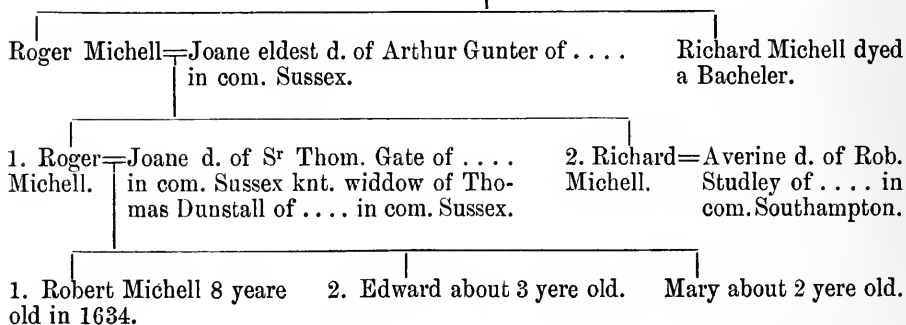 Roger Michell=Joane eldest d. of Arthur Gunter of . . . .
in com. Sussex.
Richard Michell dyed
a Bacheler.
1. Roger=Joane d. of Sʳ Thom. Gate of . . . .
Michell. in com. Sussex knt. widdow of Tho-
mas Dunstall of . . . . in com. Sussex.
2. Richard=Averine d. of Rob.
Michell. Studley of . . . . in
com. Southampton.
1. Robert Michell 8 yeare
old in 1634.
2. Edward about 3 yere old.
Mary about 2 yere old.